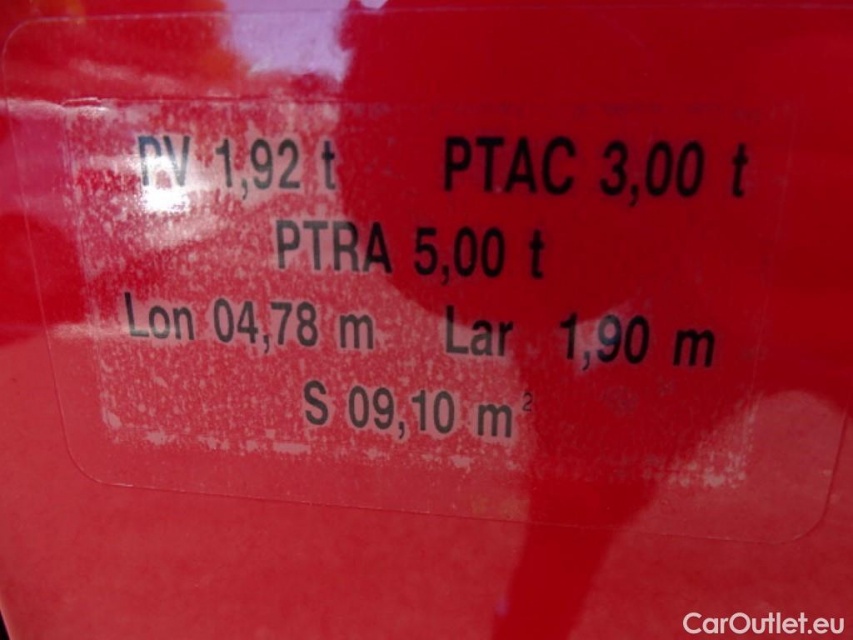 PV 1,92 t PTAC 3,00 t
PTRA 5,00 t
Lon 04,78 m Lar 1,90 m
S 09,10 m²
CarOutlet.eu